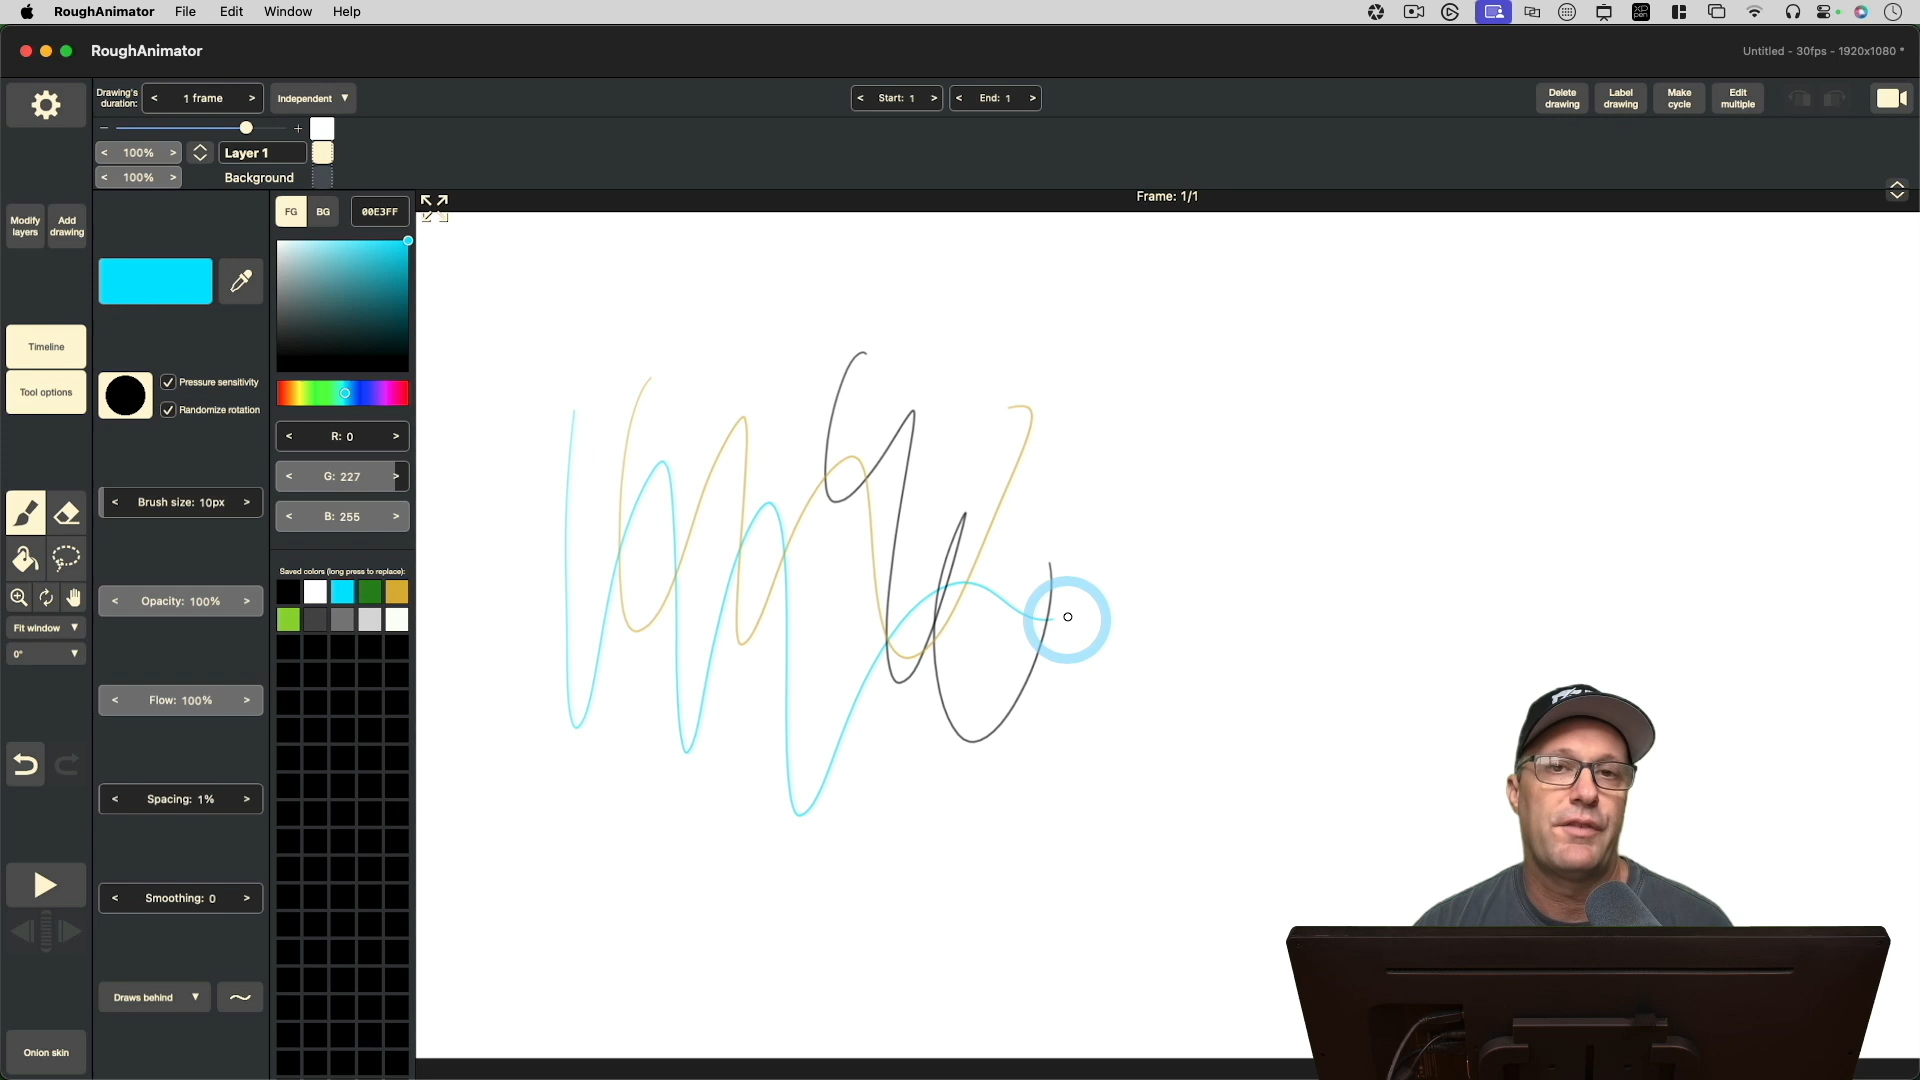 RoughAnimator File Edit Window Help
RoughAnimator
Untitled - 30fps - 1920x1080 *
Drawing's
duration:
< 1 frame >
Independent ▼
< Start: 1 >
< End: 1 >
Delete
drawing
Label
drawing
Make
cycle
Edit
multiple
− +
< 100% > Layer 1
< 100% > Background
Frame: 1/1
Modify
layers
Add
drawing
FG BG 00E3FF
Timeline
Tool options
Pressure sensitivity
Randomize rotation
< R: 0 >
< G: 227 >
< B: 255 >
< Brush size: 10px >
Saved colors (long press to replace):
< Opacity: 100% >
Fit window ▼
0° ▼
< Flow: 100% >
< Spacing: 1% >
< Smoothing: 0 >
Draws behind ▼
Onion skin